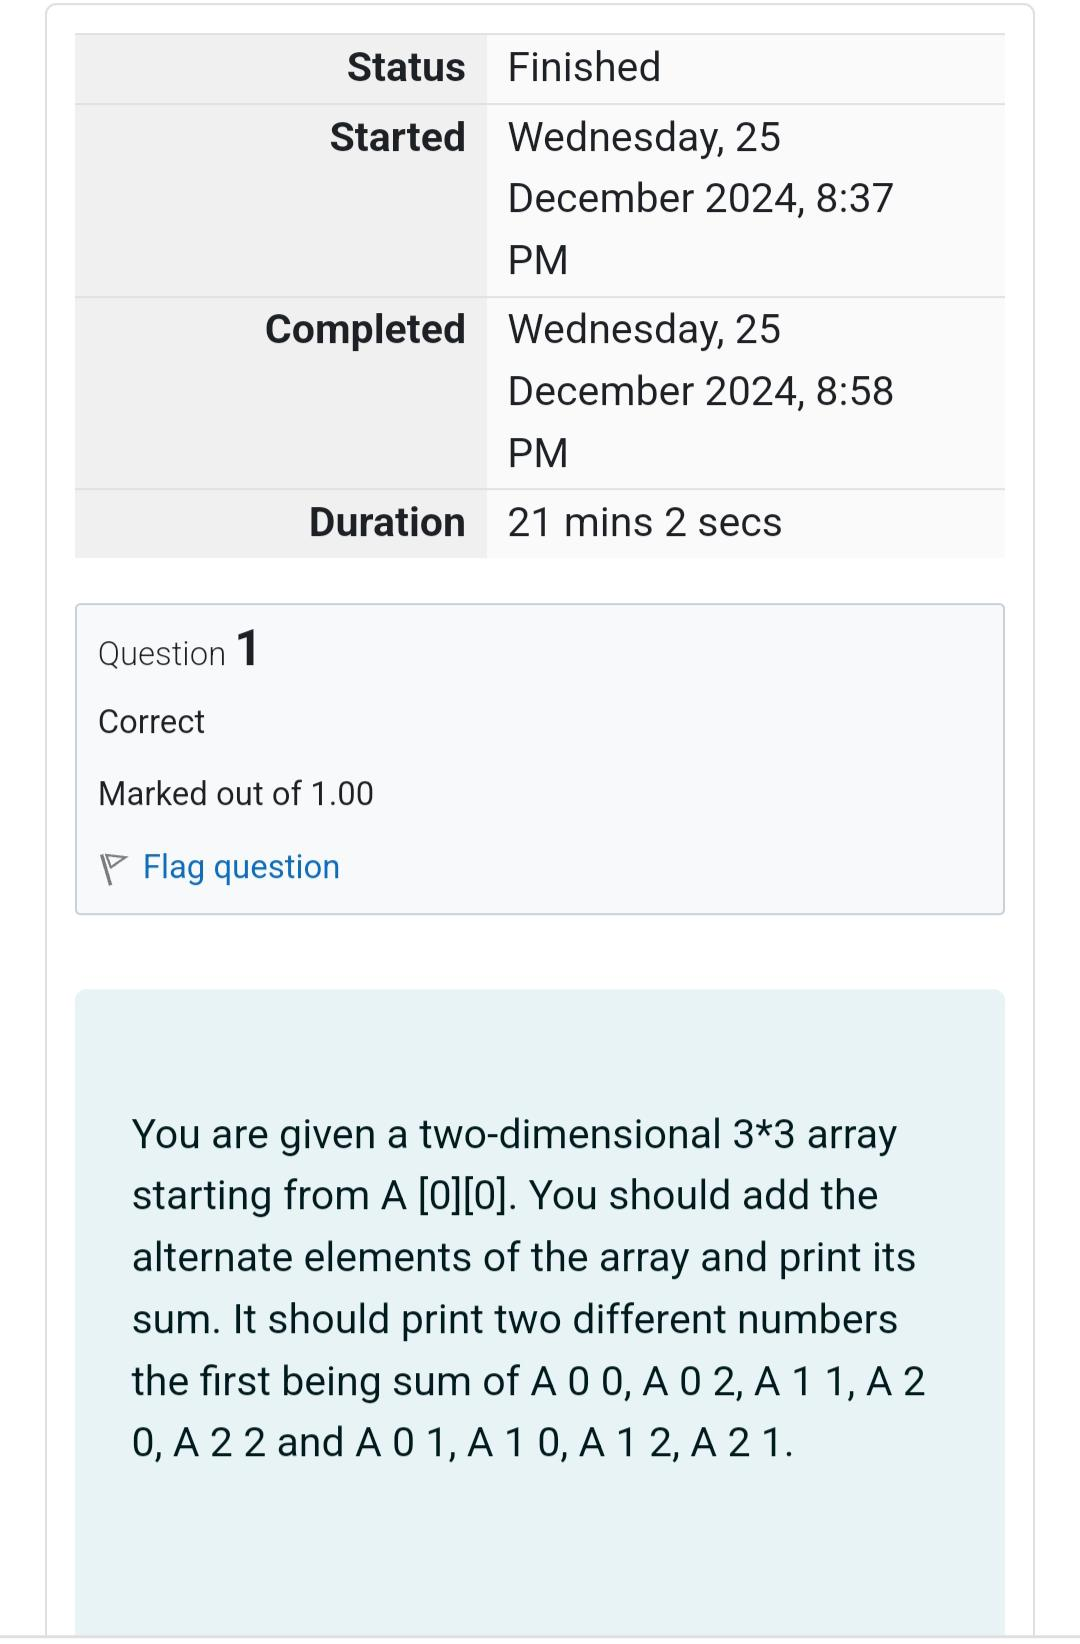 Status Finished
Started Wednesday, 25
December 2024, 8:37
PM
Completed Wednesday, 25
December 2024, 8:58
PM
Duration 21 mins 2 secs
Question 1
Correct
Marked out of 1.00
Flag question
You are given a two-dimensional 3*3 array
starting from A [0][0]. You should add the
alternate elements of the array and print its
sum. It should print two different numbers
the first being sum of A 0 0, A 0 2, A 1 1, A 2
0, A 2 2 and A 0 1, A 1 0, A 1 2, A 2 1.